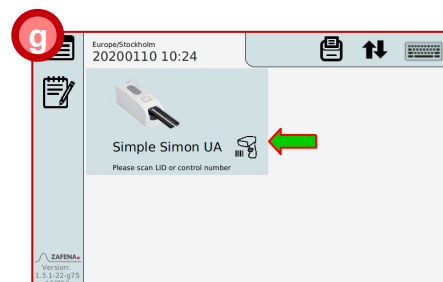 g
Europe/Stockholm
20200110 10:24
Simple Simon UA
Please scan LID or control number
ZAFENA
Version:
1.5.1-22-g75